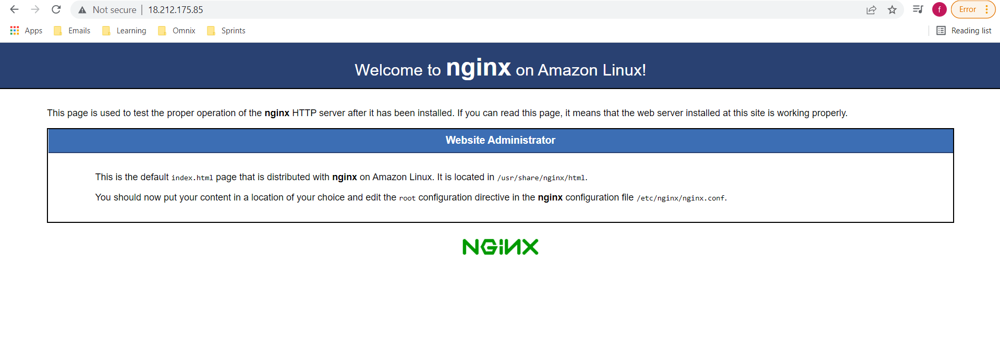 Not secure | 18.212.175.85 f Error
Apps Emails Learning Omnix Sprints Reading list
Welcome to nginx on Amazon Linux!
This page is used to test the proper operation of the nginx HTTP server after it has been installed. If you can read this page, it means that the web server installed at this site is working properly.
Website Administrator
This is the default index.html page that is distributed with nginx on Amazon Linux. It is located in /usr/share/nginx/html.
You should now put your content in a location of your choice and edit the root configuration directive in the nginx configuration file /etc/nginx/nginx.conf.
NGINX